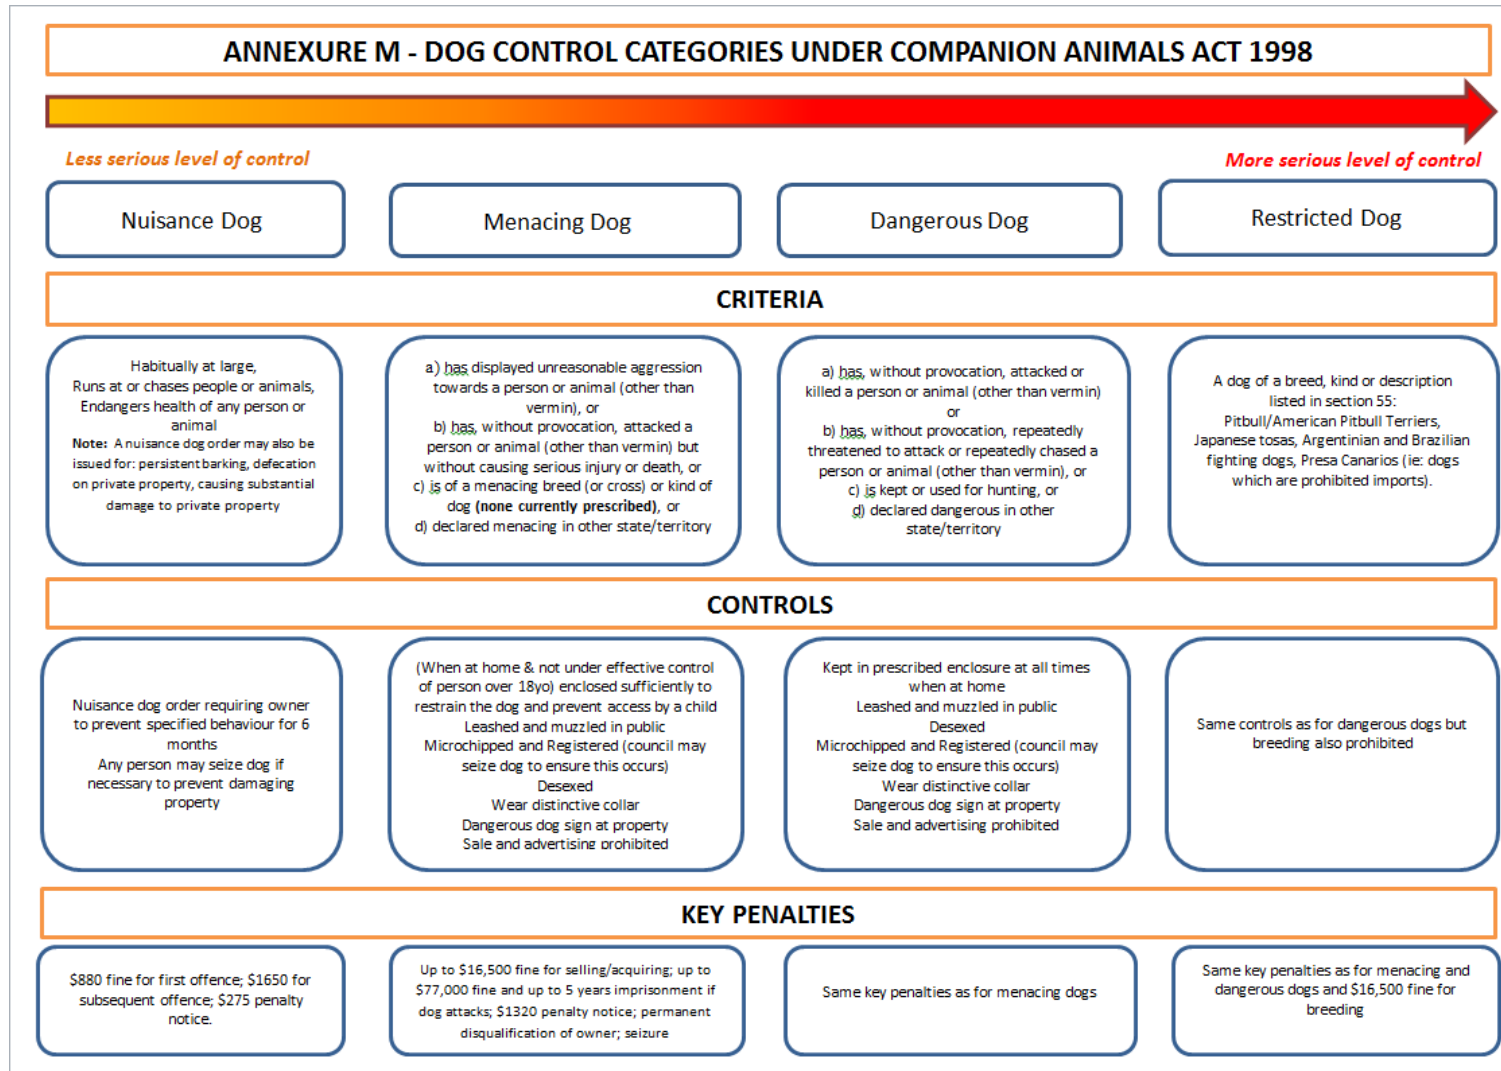 ANNEXURE M - DOG CONTROL CATEGORIES UNDER COMPANION ANIMALS ACT 1998
Less serious level of control
More serious level of control
Nuisance Dog
Menacing Dog
Dangerous Dog
Restricted Dog
CRITERIA
Habitually at large,
Runs at or chases people or animals,
Endangers health of any person or
animal
Note: A nuisance dog order may also be
issued for: persistent barking, defecation
on private property, causing substantial
damage to private property
a) has displayed unreasonable aggression
towards a person or animal (other than
vermin), or
b) has, without provocation, attacked a
person or animal (other than vermin) but
without causing serious injury or death, or
c) is of a menacing breed (or cross) or kind of
dog (none currently prescribed), or
d) declared menacing in other state/territory
a) has, without provocation, attacked or
killed a person or animal (other than vermin)
or
b) has, without provocation, repeatedly
threatened to attack or repeatedly chased a
person or animal (other than vermin), or
c) is kept or used for hunting, or
d) declared dangerous in other
state/territory
A dog of a breed, kind or description
listed in section 55:
Pitbull/American Pitbull Terriers,
Japanese tosas, Argentinian and Brazilian
fighting dogs, Presa Canarios (ie: dogs
which are prohibited imports).
CONTROLS
Nuisance dog order requiring owner
to prevent specified behaviour for 6
months
Any person may seize dog if
necessary to prevent damaging
property
(When at home & not under effective control
of person over 18yo) enclosed sufficiently to
restrain the dog and prevent access by a child
Leashed and muzzled in public
Microchipped and Registered (council may
seize dog to ensure this occurs)
Desexed
Wear distinctive collar
Dangerous dog sign at property
Sale and advertising prohibited
Kept in prescribed enclosure at all times
when at home
Leashed and muzzled in public
Desexed
Microchipped and Registered (council may
seize dog to ensure this occurs)
Wear distinctive collar
Dangerous dog sign at property
Sale and advertising prohibited
Same controls as for dangerous dogs but
breeding also prohibited
KEY PENALTIES
$880 fine for first offence; $1650 for
subsequent offence; $275 penalty
notice.
Up to $16,500 fine for selling/acquiring; up to
$77,000 fine and up to 5 years imprisonment if
dog attacks; $1320 penalty notice; permanent
disqualification of owner; seizure
Same key penalties as for menacing dogs
Same key penalties as for menacing and
dangerous dogs and $16,500 fine for
breeding